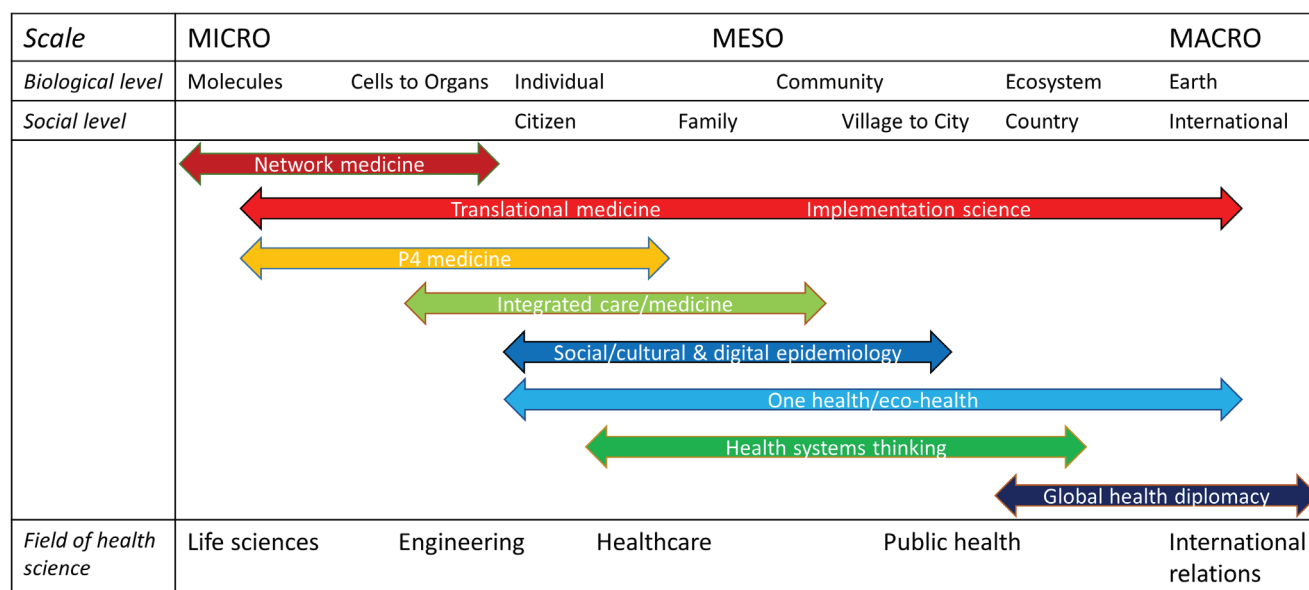 Scale MICRO MESO MACRO
Biological level Molecules Cells to Organs Individual Community Ecosystem Earth
Social level Citizen Family Village to City Country International
Network medicine
Translational medicine Implementation science
P4 medicine
Integrated care/medicine
Social/cultural & digital epidemiology
One health/eco-health
Health systems thinking
Global health diplomacy
Field of health Life sciences Engineering Healthcare Public health International
science relations